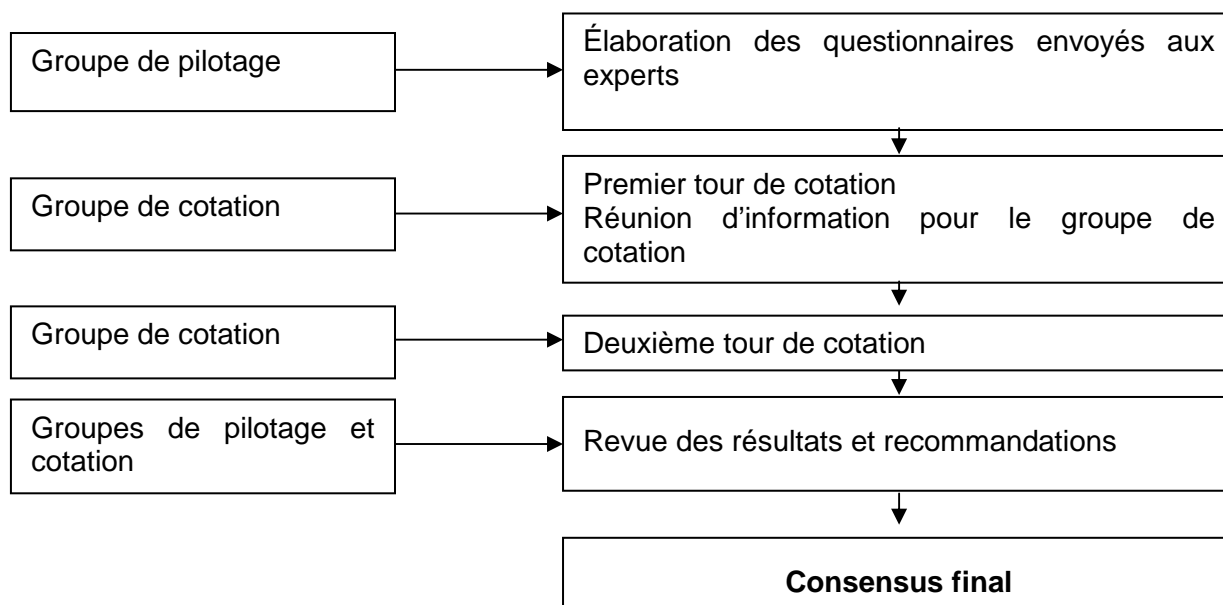 Groupe de pilotage
Élaboration des questionnaires envoyés aux
experts
Groupe de cotation
Premier tour de cotation
Réunion d’information pour le groupe de
cotation
Groupe de cotation
Deuxième tour de cotation
Groupes de pilotage et
cotation
Revue des résultats et recommandations
Consensus final